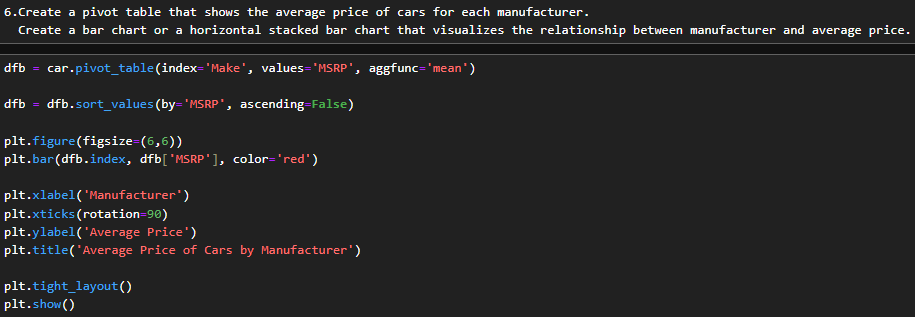 6.Create a pivot table that shows the average price of cars for each manufacturer.
Create a bar chart or a horizontal stacked bar chart that visualizes the relationship between manufacturer and average price.
dfb = car.pivot_table(index='Make', values='MSRP', aggfunc='mean')
dfb = dfb.sort_values(by='MSRP', ascending=False)
plt.figure(figsize=(6,6))
plt.bar(dfb.index, dfb['MSRP'], color='red')
plt.xlabel('Manufacturer')
plt.xticks(rotation=90)
plt.ylabel('Average Price')
plt.title('Average Price of Cars by Manufacturer')
plt.tight_layout()
plt.show()